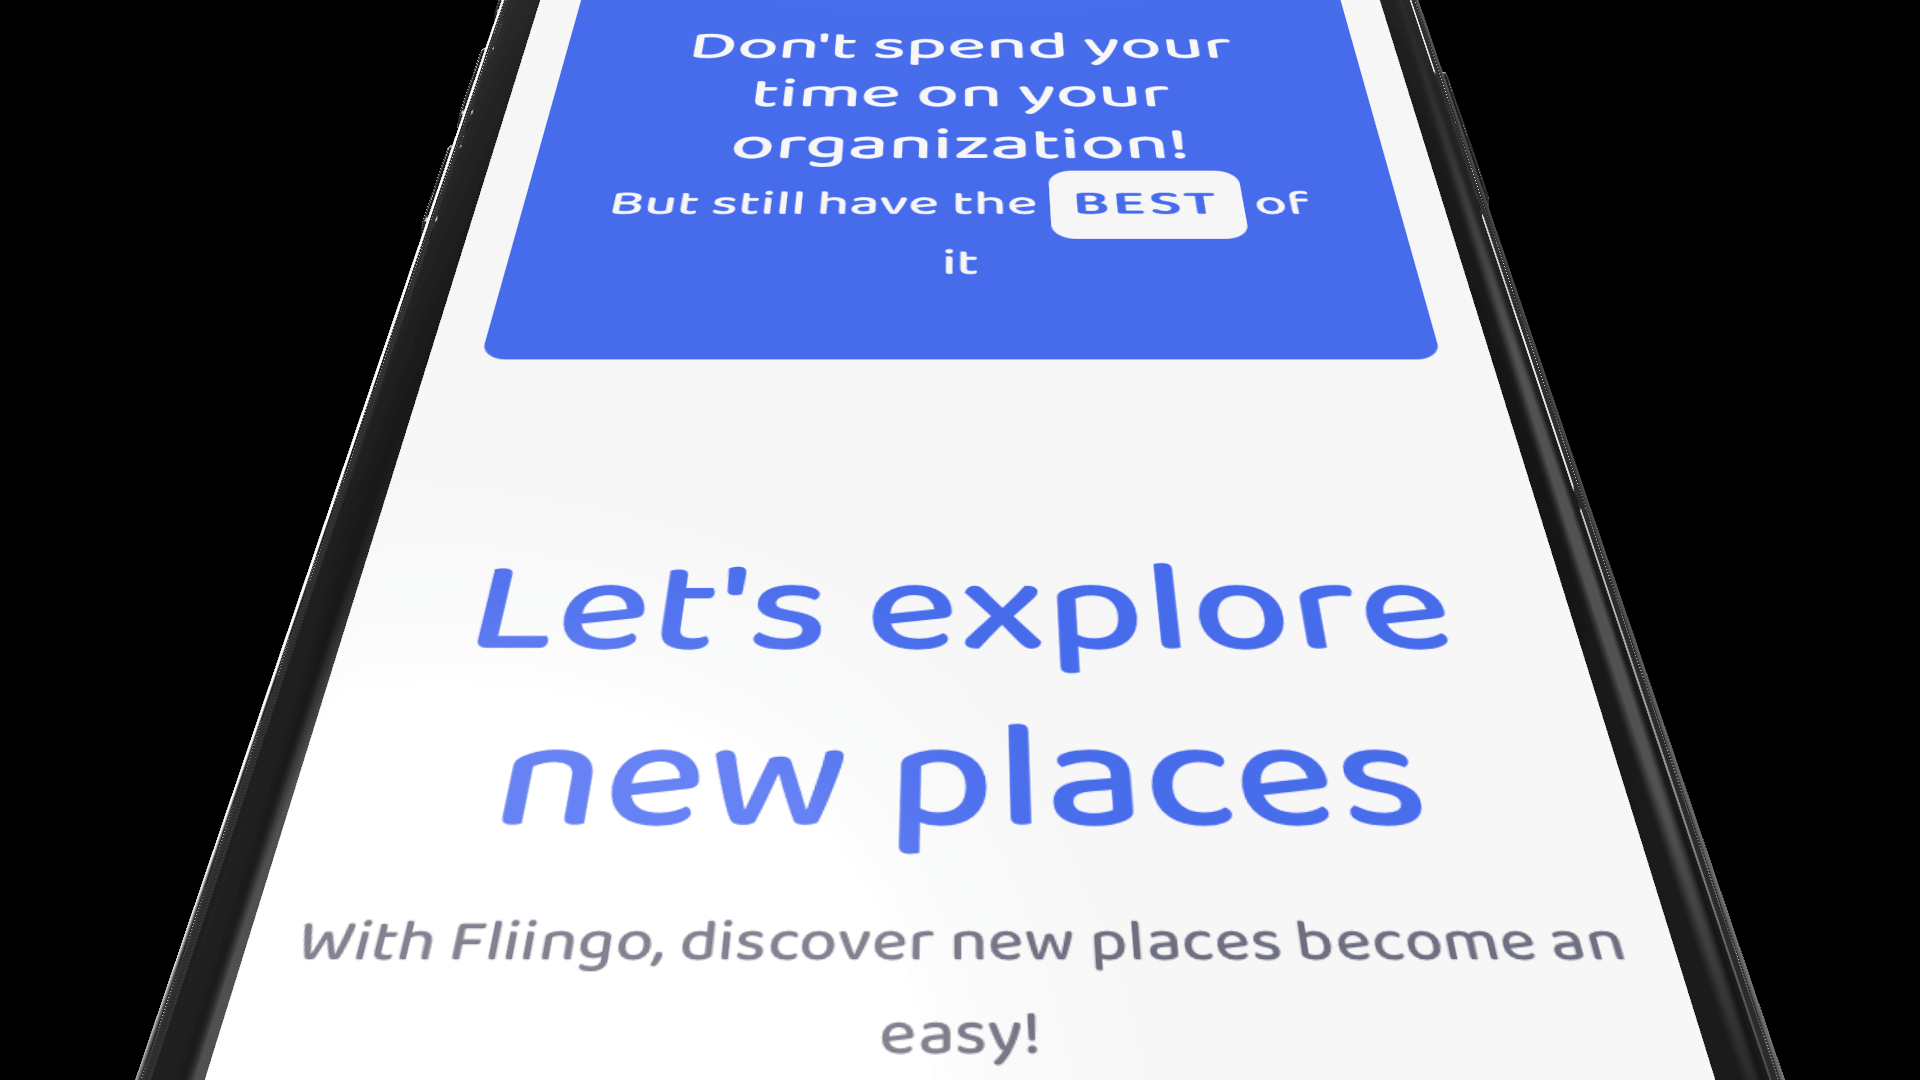 Don't spend your
time on your
organization!
But still have the BEST of
it
Let's explore
new places
With Fliingo, discover new places become an
easy!